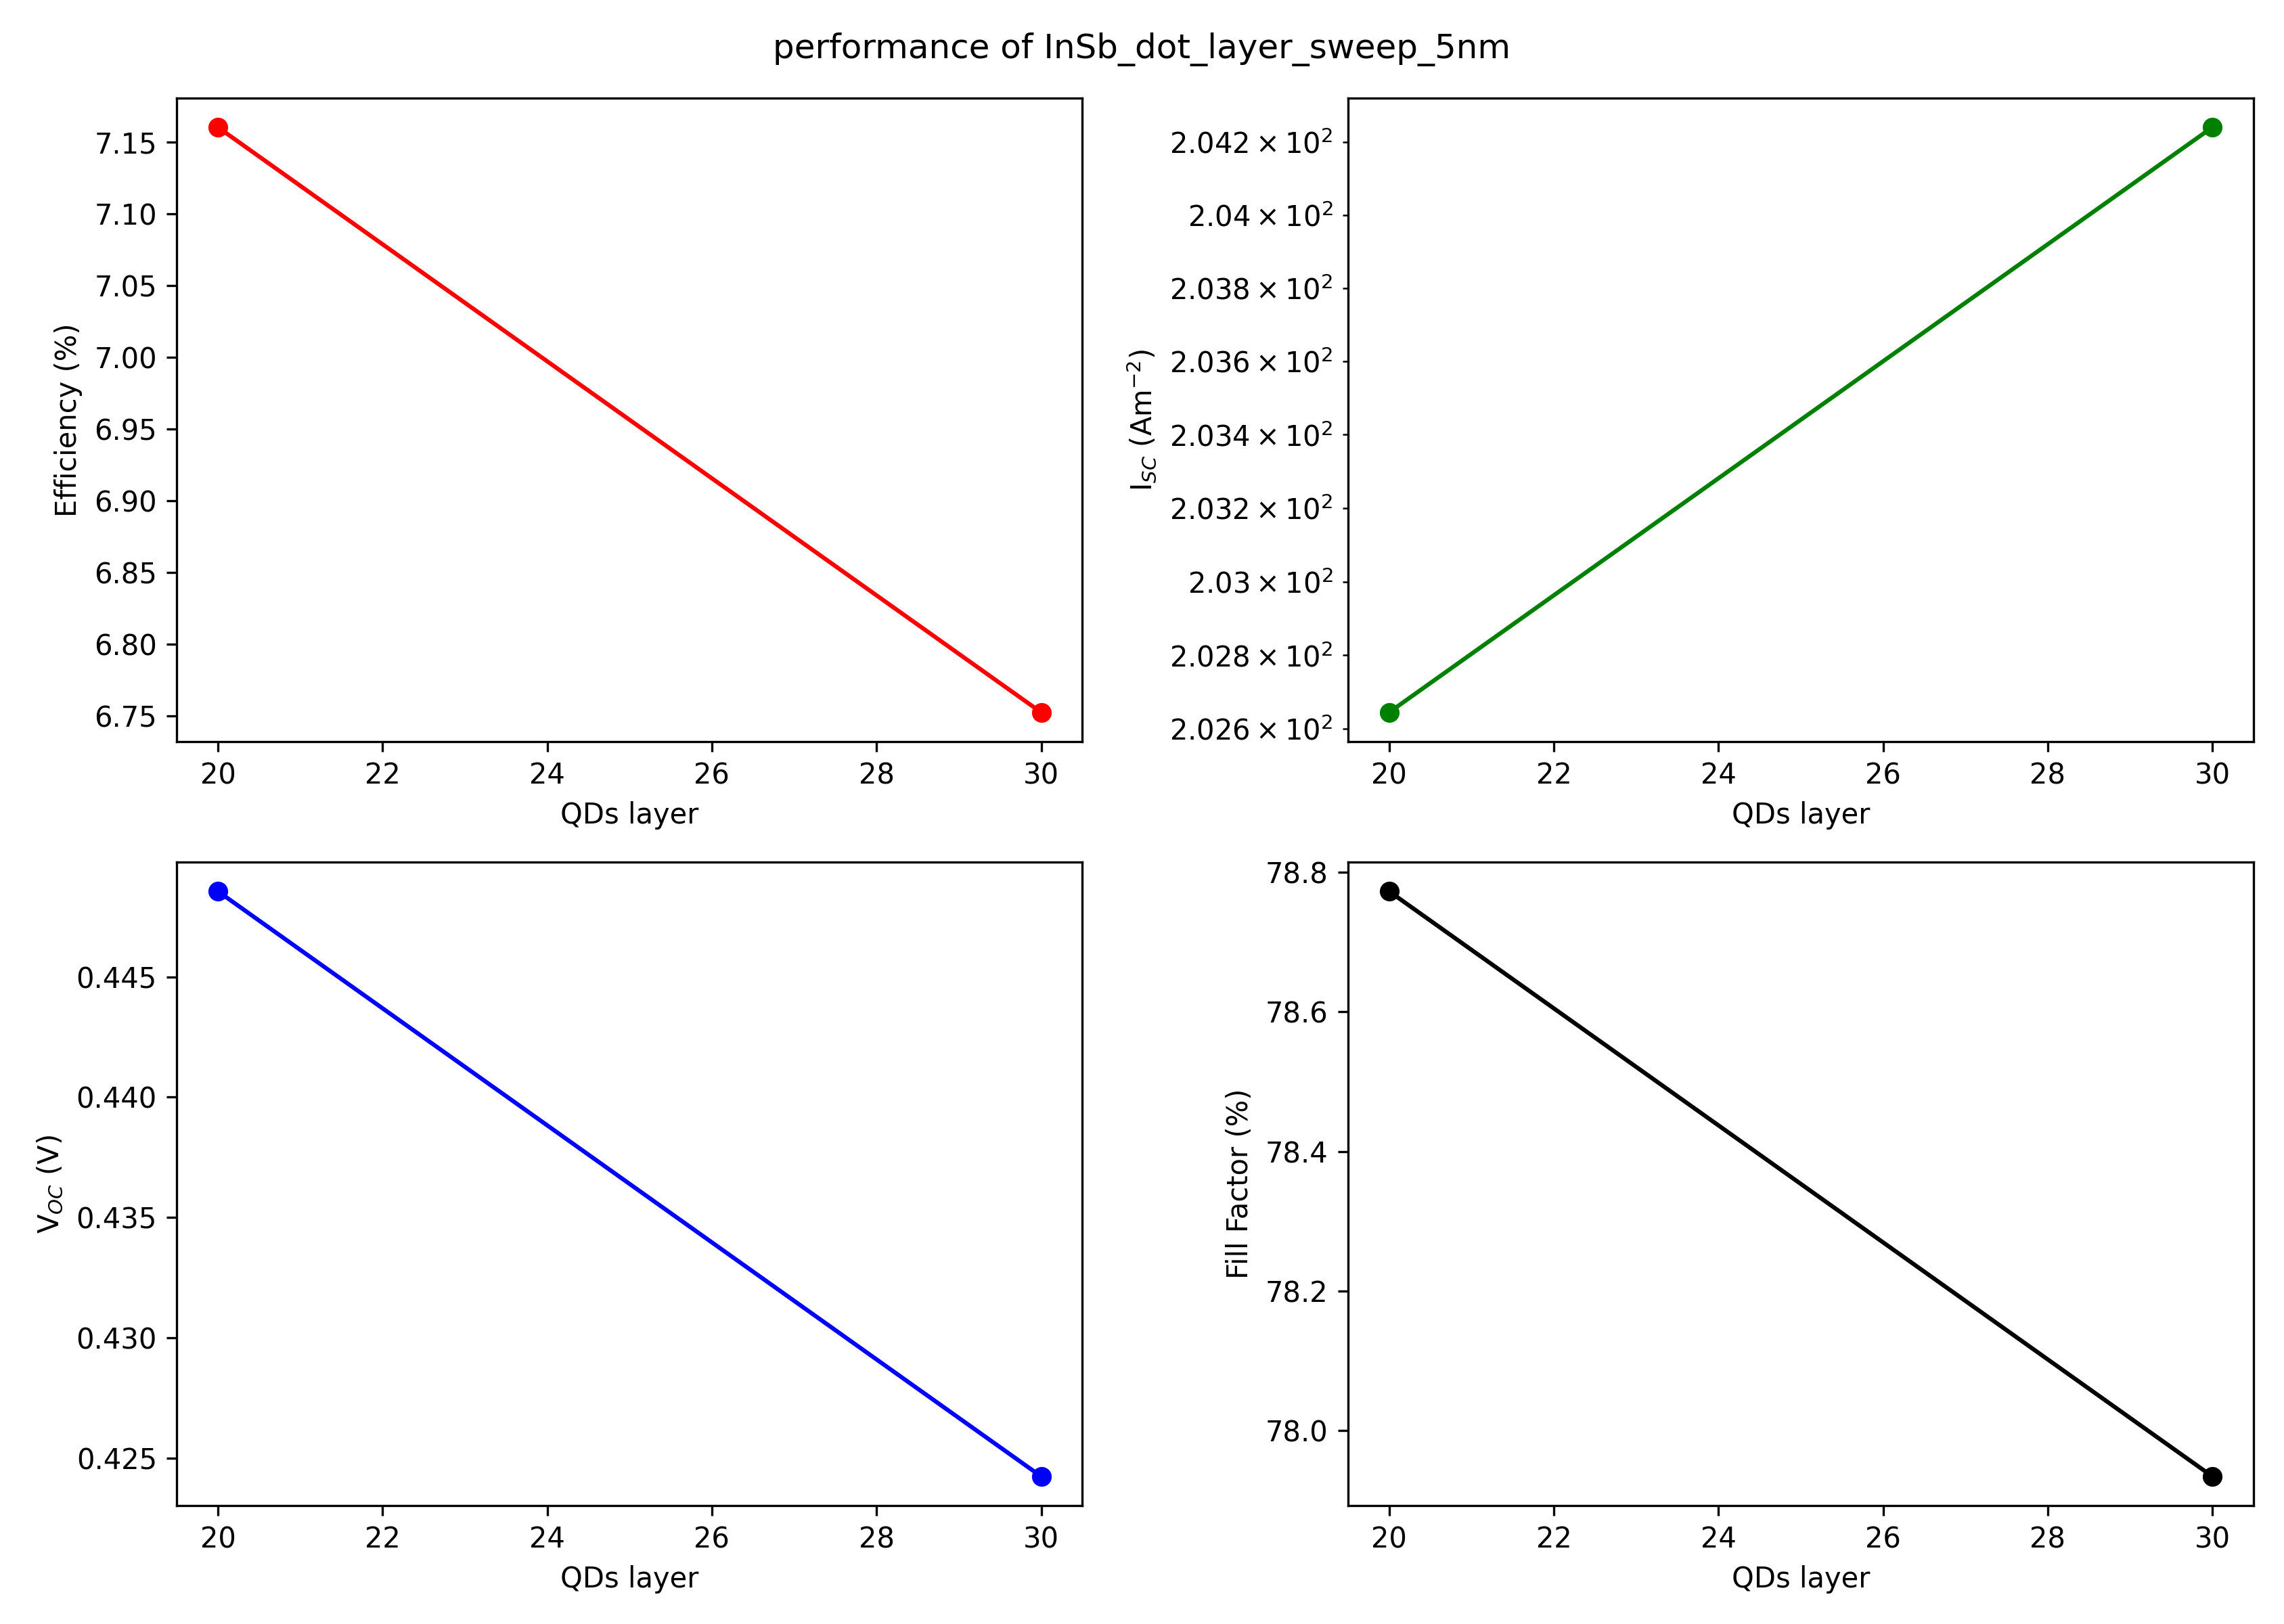 performance of InSb_dot_layer_sweep_5nm
Efficiency (%)
7.15
7.10
7.05
7.00
6.95
6.90
6.85
6.80
6.75
20 22 24 26 28 30
QDs layer
I_SC (Am⁻²)
2.042 × 10²
2.04 × 10²
2.038 × 10²
2.036 × 10²
2.034 × 10²
2.032 × 10²
2.03 × 10²
2.028 × 10²
2.026 × 10²
20 22 24 26 28 30
QDs layer
V_OC (V)
0.445
0.440
0.435
0.430
0.425
20 22 24 26 28 30
QDs layer
Fill Factor (%)
78.8
78.6
78.4
78.2
78.0
20 22 24 26 28 30
QDs layer